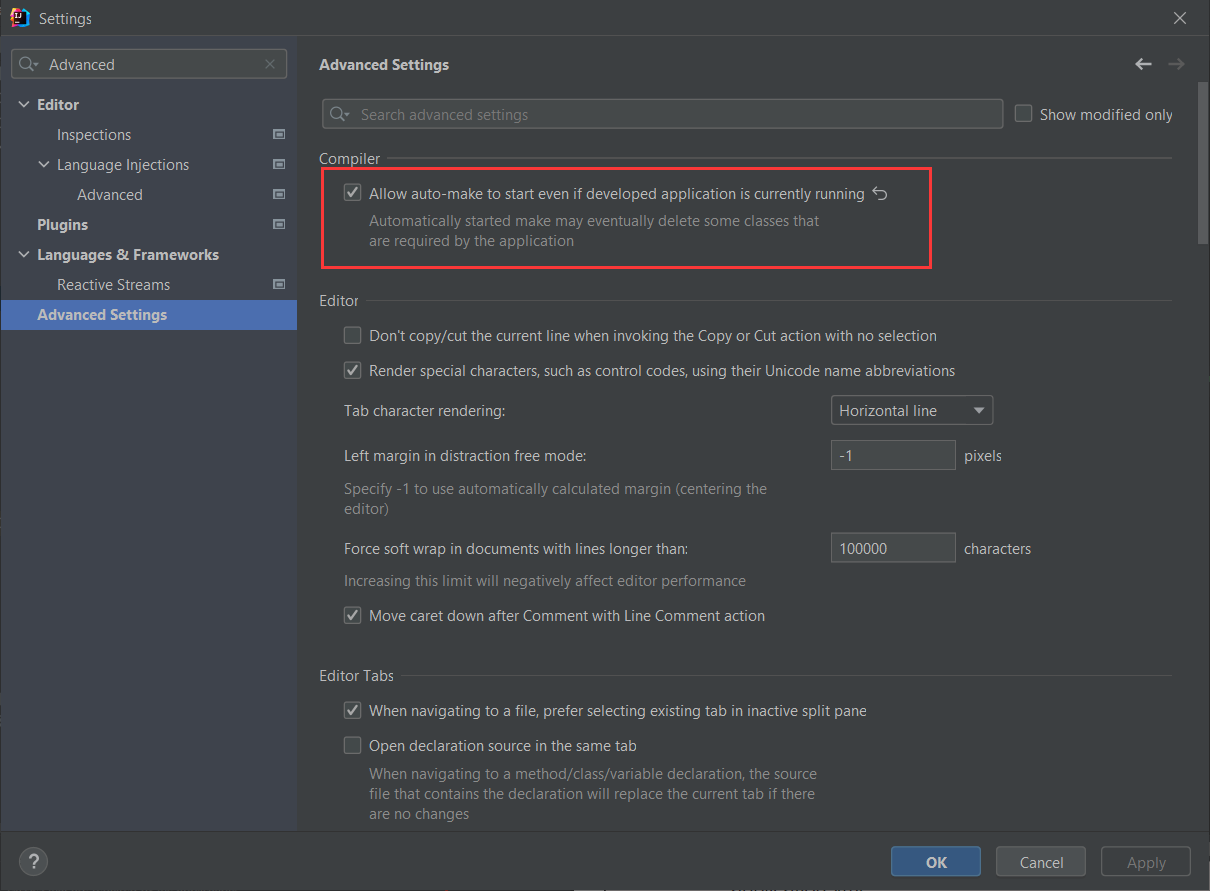 Settings
Advanced
Editor
Inspections
Language Injections
Advanced
Plugins
Languages & Frameworks
Reactive Streams
Advanced Settings
Advanced Settings
Search advanced settings
Show modified only
Compiler
Allow auto-make to start even if developed application is currently running
Automatically started make may eventually delete some classes that
are required by the application
Editor
Don't copy/cut the current line when invoking the Copy or Cut action with no selection
Render special characters, such as control codes, using their Unicode name abbreviations
Tab character rendering:
Horizontal line
Left margin in distraction free mode:
-1
pixels
Specify -1 to use automatically calculated margin (centering the
editor)
Force soft wrap in documents with lines longer than:
100000
characters
Increasing this limit will negatively affect editor performance
Move caret down after Comment with Line Comment action
Editor Tabs
When navigating to a file, prefer selecting existing tab in inactive split pane
Open declaration source in the same tab
When navigating to a method/class/variable declaration, the source
file that contains the declaration will replace the current tab if there
are no changes
?
OK
Cancel
Apply